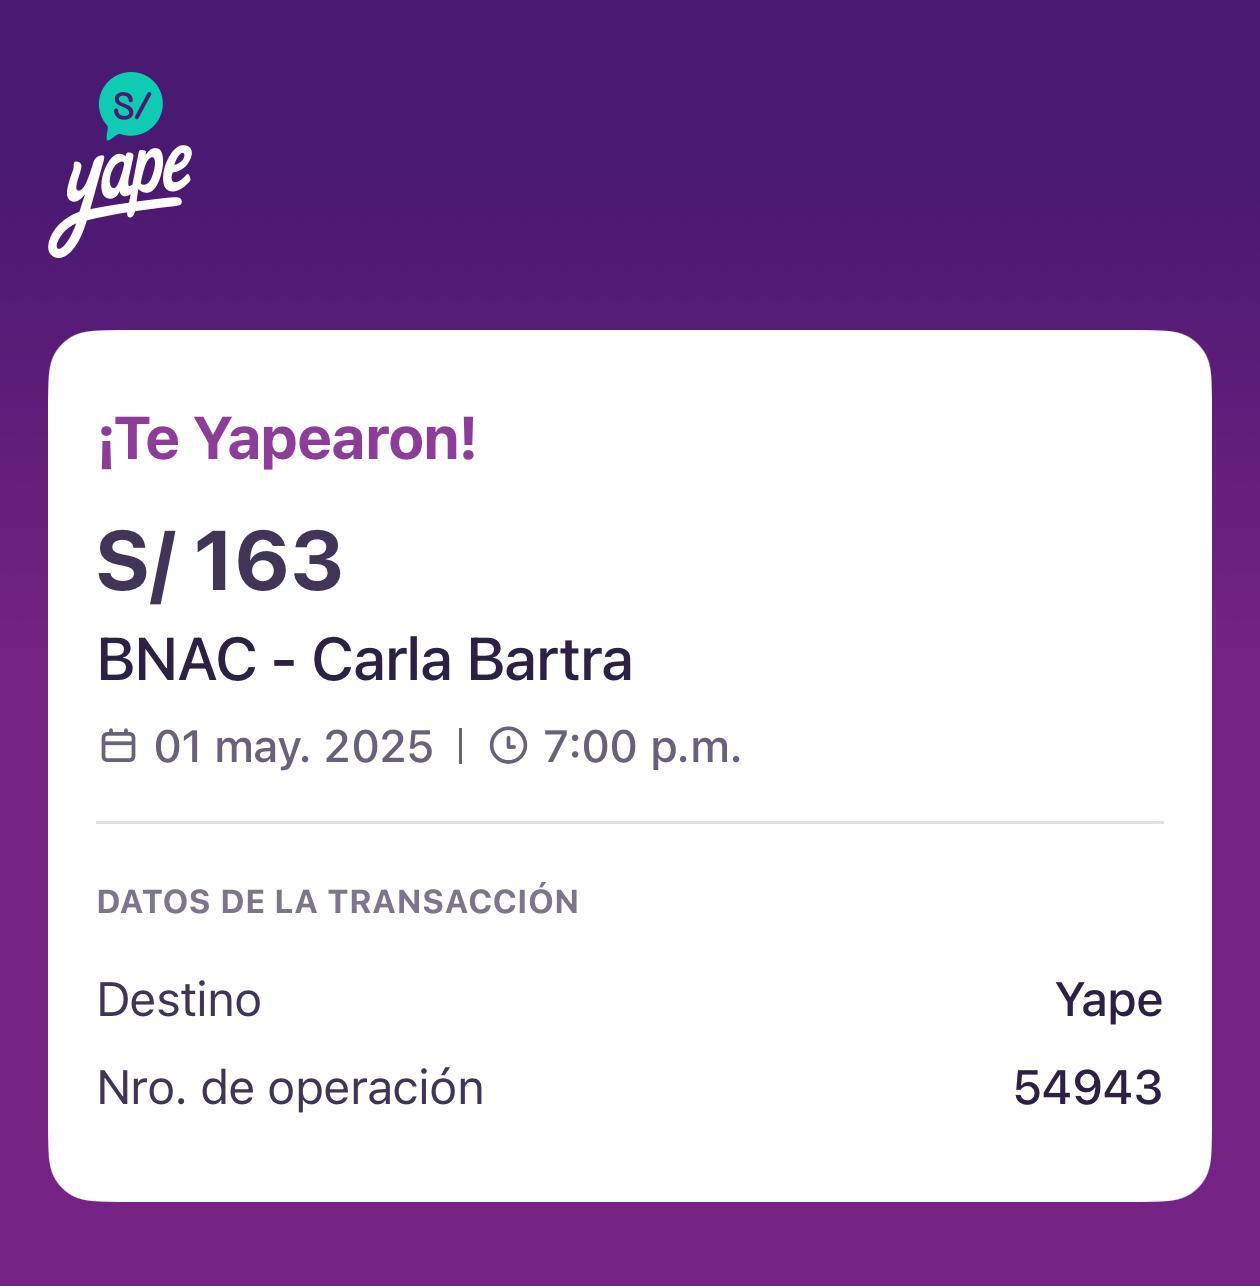 S/
yape
¡Te Yapearon!
S/ 163
BNAC - Carla Bartra
01 may. 2025 | 7:00 p.m.
DATOS DE LA TRANSACCIÓN
Destino Yape
Nro. de operación 54943